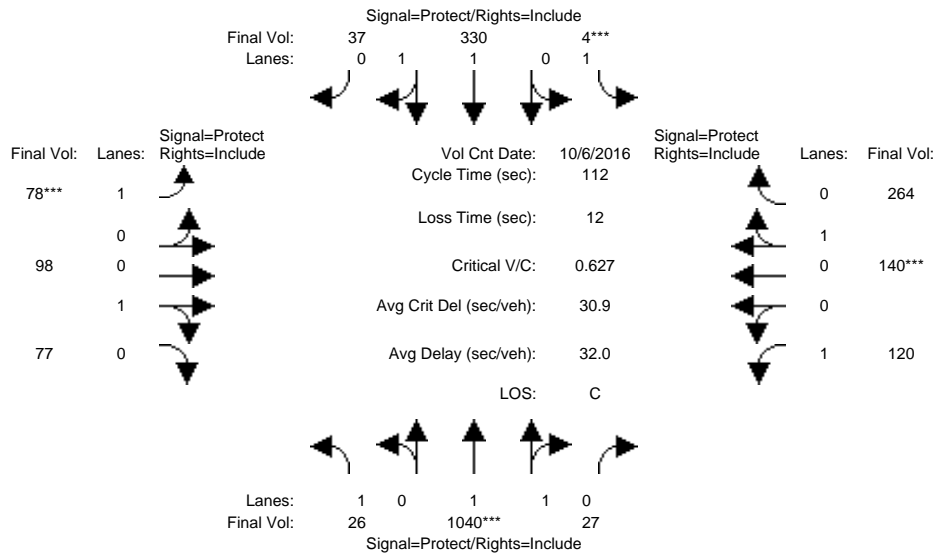 Signal=Protect/Rights=Include
Final Vol: 37 330 4***
Lanes: 0 1 1 0 1
Signal=Protect Signal=Protect
Final Vol: Lanes: Rights=Include Vol Cnt Date: 10/6/2016 Rights=Include Lanes: Final Vol:
Cycle Time (sec): 112
78*** 1 0 264
Loss Time (sec): 12
0 1
98 0 Critical V/C: 0.627 0 140***
1 Avg Crit Del (sec/veh): 30.9 0
77 0 Avg Delay (sec/veh): 32.0 1 120
LOS: C
Lanes: 1 0 1 1 0
Final Vol: 26 1040*** 27
Signal=Protect/Rights=Include